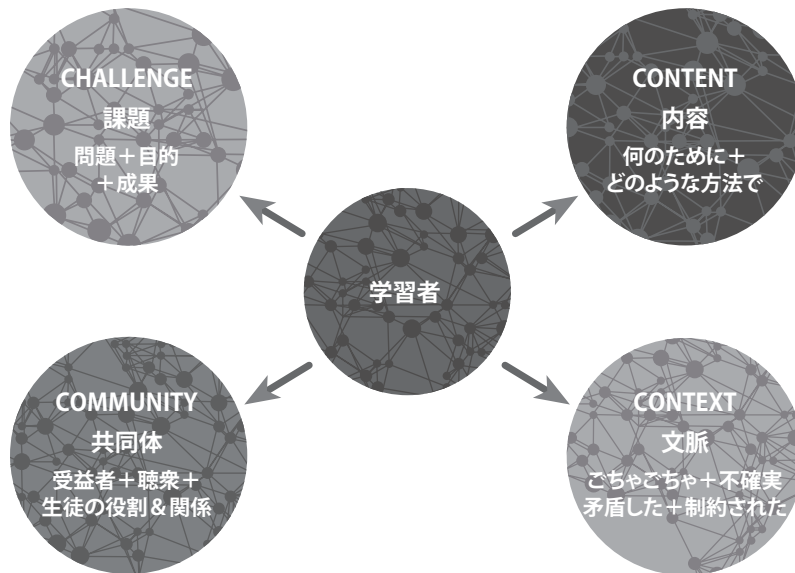 CHALLENGE
課題
問題＋目的
＋成果
CONTENT
内容
何のために＋
どのような方法で
学習者
COMMUNITY
共同体
受益者＋聴衆＋
生徒の役割＆関係
CONTEXT
文脈
ごちゃごちゃ＋不確実
矛盾した＋制約された